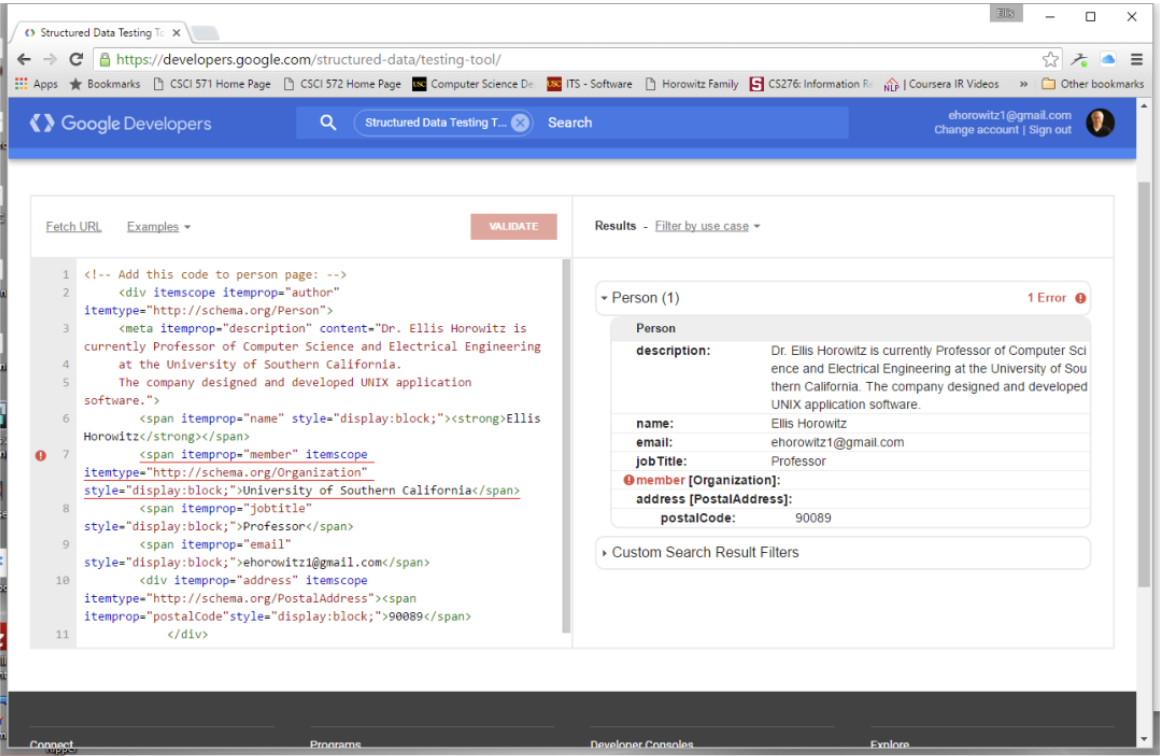 Ellis
Structured Data Testing To
https://developers.google.com/structured-data/testing-tool/
Apps Bookmarks CSCI 571 Home Page CSCI 572 Home Page USC Computer Science De USC ITS - Software Horowitz Family CS276: Information Re NLP | Coursera IR Videos » Other bookmarks
Google Developers Structured Data Testing T... Search
ehorowitz1@gmail.com
Change account | Sign out
Fetch URL Examples VALIDATE
1 <!-- Add this code to person page: -->
2 <div itemscope itemprop="author"
itemtype="http://schema.org/Person">
3 <meta itemprop="description" content="Dr. Ellis Horowitz is
currently Professor of Computer Science and Electrical Engineering
4 at the University of Southern California.
5 The company designed and developed UNIX application
software.">
6 <span itemprop="name" style="display:block;"><strong>Ellis
Horowitz</strong></span>
7 <span itemprop="member" itemscope
itemtype="http://schema.org/Organization"
style="display:block;">University of Southern California</span>
8 <span itemprop="jobtitle"
style="display:block;">Professor</span>
9 <span itemprop="email"
style="display:block;">ehorowitz1@gmail.com</span>
10 <div itemprop="address" itemscope
itemtype="http://schema.org/PostalAddress"><span
itemprop="postalCode"style="display:block;">90089</span>
11 </div>
Results - Filter by use case
Person (1) 1 Error
Person
description: Dr. Ellis Horowitz is currently Professor of Computer Sci
ence and Electrical Engineering at the University of Sou
thern California. The company designed and developed
UNIX application software.
name: Ellis Horowitz
email: ehorowitz1@gmail.com
jobTitle: Professor
member [Organization]:
address [PostalAddress]:
postalCode: 90089
Custom Search Result Filters
Connect Programs Developer Consoles Explore